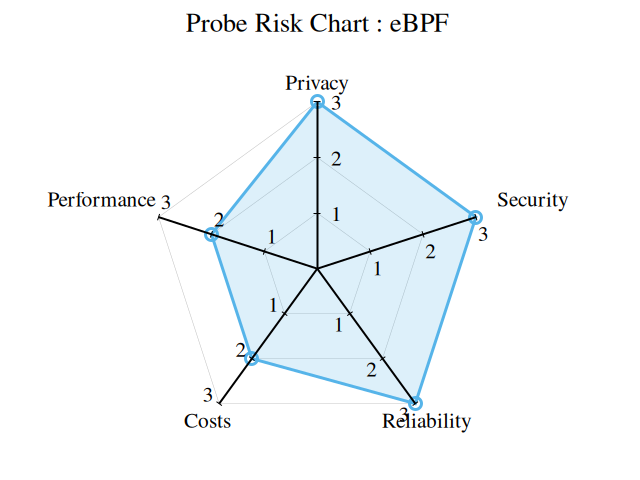 Probe Risk Chart : eBPF
Privacy
3
2
1
Performance 3
2
1
Security
3
2
1
1
2
3
Costs
1
2
3
Reliability